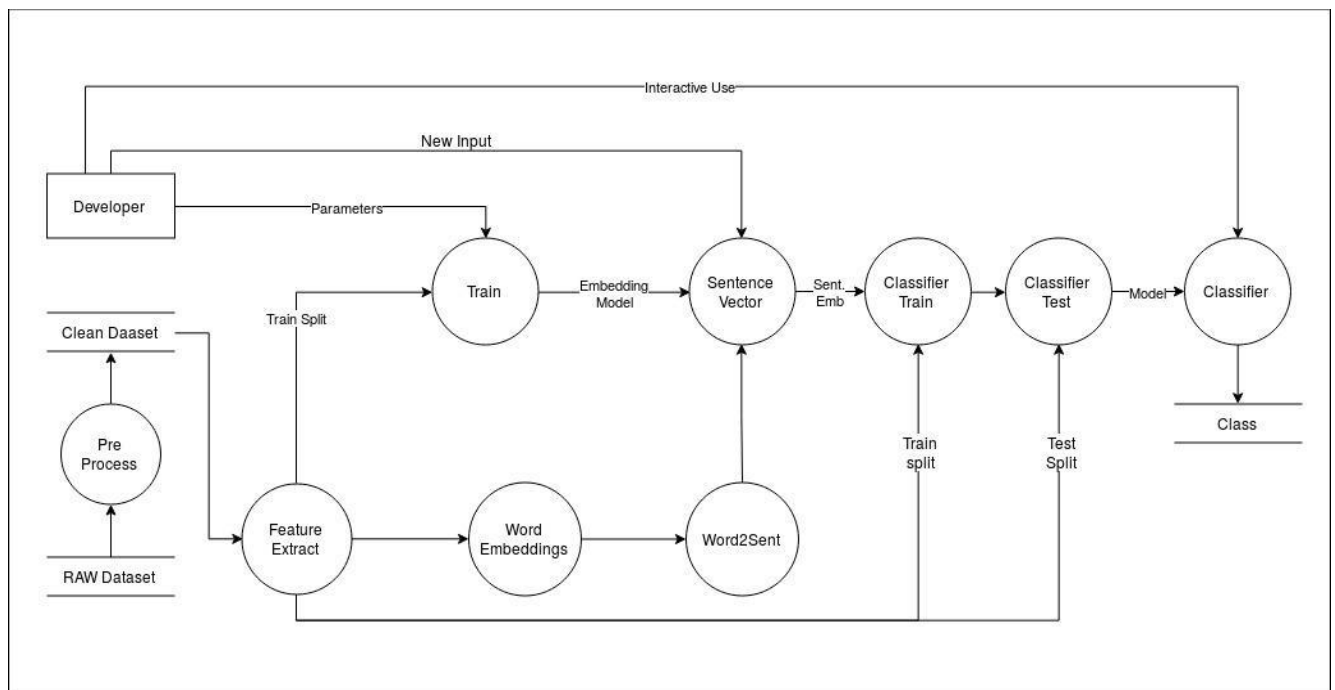 Interactive Use
New Input
Developer
Parameters
Train
Embedding
Model
Sentence
Vector
Sent.
Emb
Classifier
Train
Classifier
Test
Model
Classifier
Train Split
Clean Daaset
Pre
Process
RAW Dataset
Feature
Extract
Word
Embeddings
Word2Sent
Train
split
Test
Split
Class